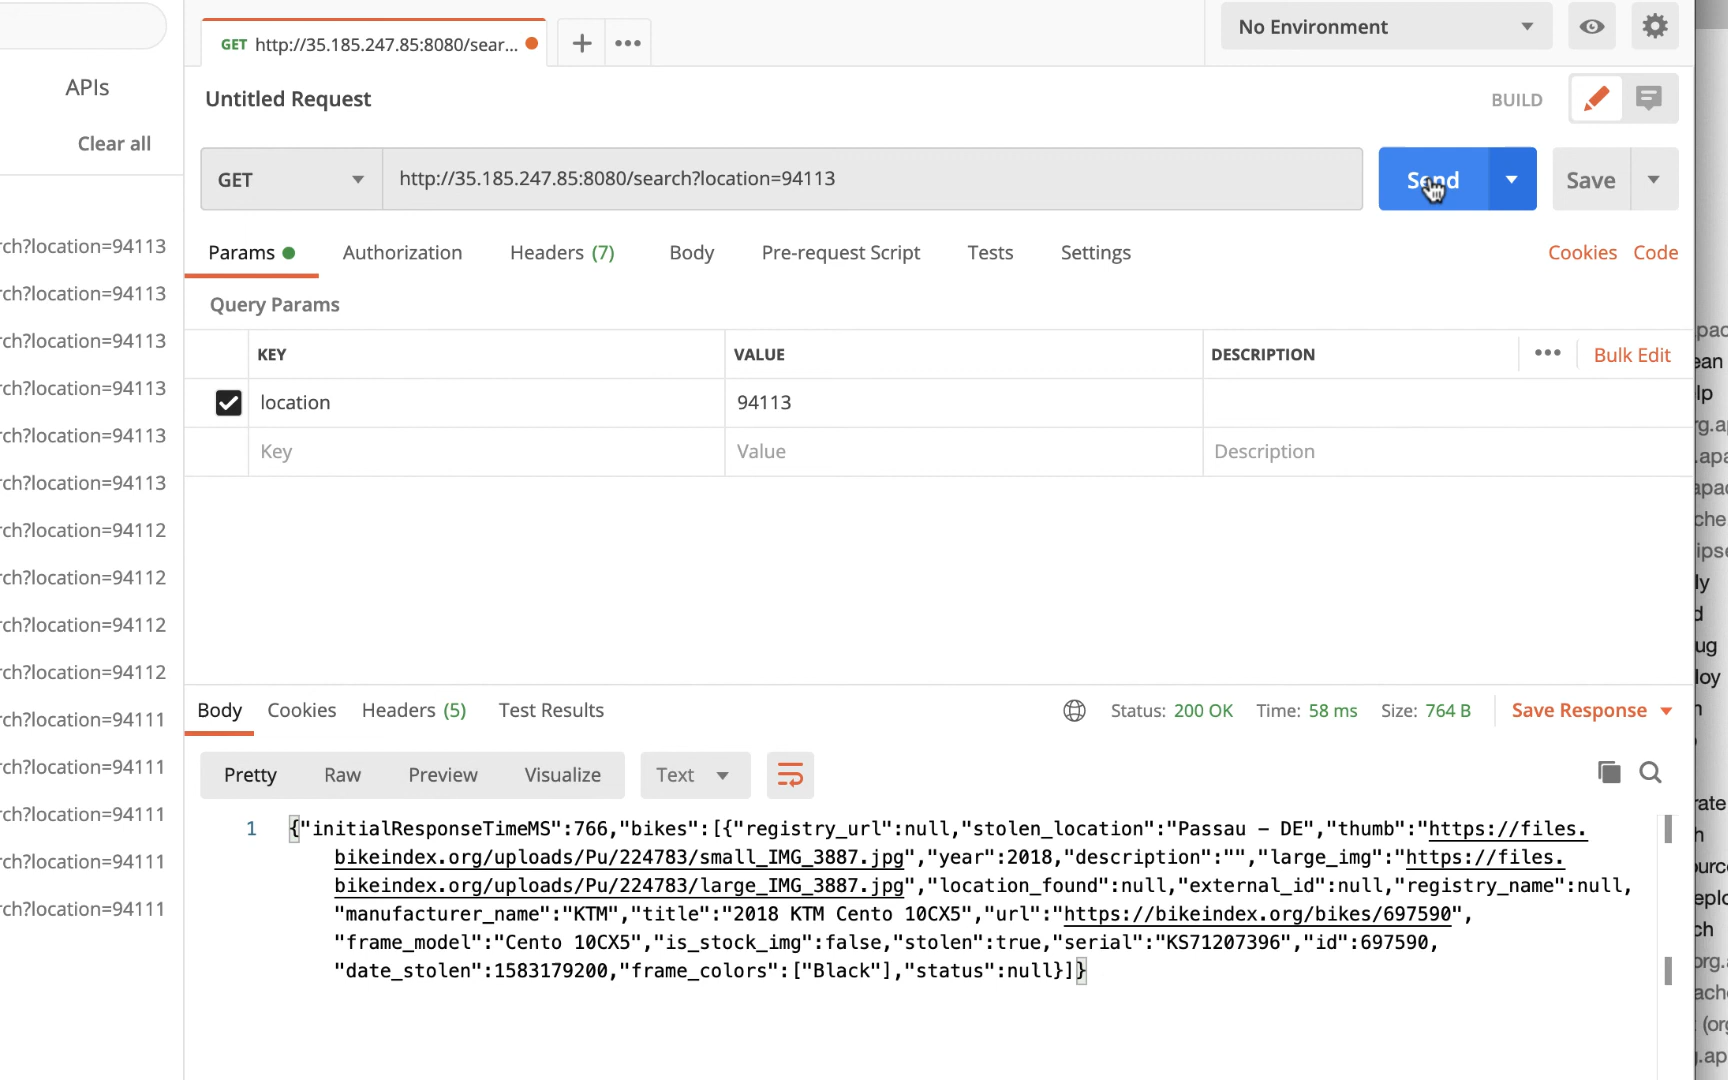 GET http://35.185.247.85:8080/sear...
No Environment
APIs
Clear all
Untitled Request
BUILD
GET
http://35.185.247.85:8080/search?location=94113
Send
Save
Params
Authorization
Headers (7)
Body
Pre-request Script
Tests
Settings
Cookies
Code
Query Params
KEY
VALUE
DESCRIPTION
Bulk Edit
location
94113
Key
Value
Description
rch?location=94113
rch?location=94113
rch?location=94113
rch?location=94113
rch?location=94113
rch?location=94113
rch?location=94112
rch?location=94112
rch?location=94112
rch?location=94112
rch?location=94111
rch?location=94111
rch?location=94111
rch?location=94111
rch?location=94111
Body
Cookies
Headers (5)
Test Results
Status: 200 OK
Time: 58 ms
Size: 764 B
Save Response
Pretty
Raw
Preview
Visualize
Text
1
{"initialResponseTimeMS":766,"bikes":[{"registry_url":null,"stolen_location":"Passau – DE","thumb":"https://files.
bikeindex.org/uploads/Pu/224783/small_IMG_3887.jpg","year":2018,"description":"","large_img":"https://files.
bikeindex.org/uploads/Pu/224783/large_IMG_3887.jpg","location_found":null,"external_id":null,"registry_name":null,
"manufacturer_name":"KTM","title":"2018 KTM Cento 10CX5","url":"https://bikeindex.org/bikes/697590",
"frame_model":"Cento 10CX5","is_stock_img":false,"stolen":true,"serial":"KS71207396","id":697590,
"date_stolen":1583179200,"frame_colors":["Black"],"status":null}]}